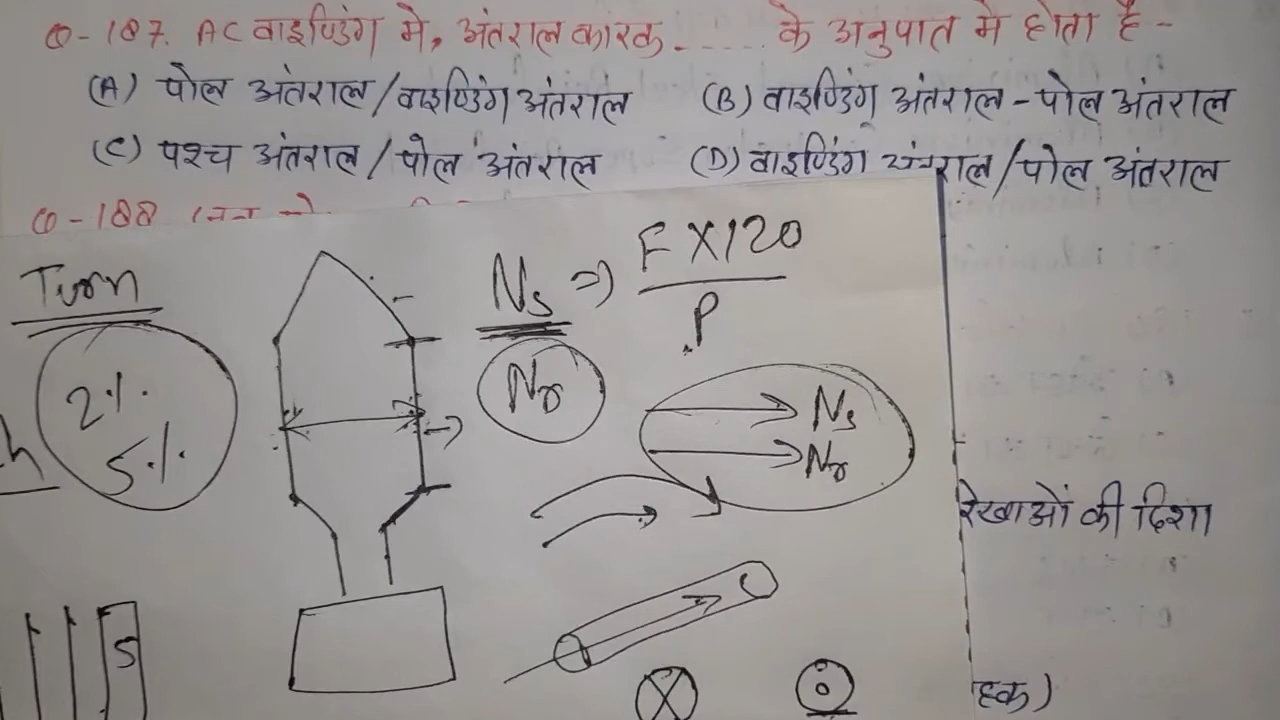 Q-187. AC वाइण्डिंग मे, अंतराल कारक ...... के अनुपात मे होता है -
(A) पोल अंतराल/वाइण्डिंग अंतराल (B) वाइण्डिंग अंतराल - पोल अंतराल
(C) पश्च अंतराल/पोल अंतराल (D) वाइण्डिंग अंतराल/पोल अंतराल
Q-188
Turn
2%
5%
Ns ⇒ F×120
P
Nr
Ns
Nr
रेखाओं की दिशा
S